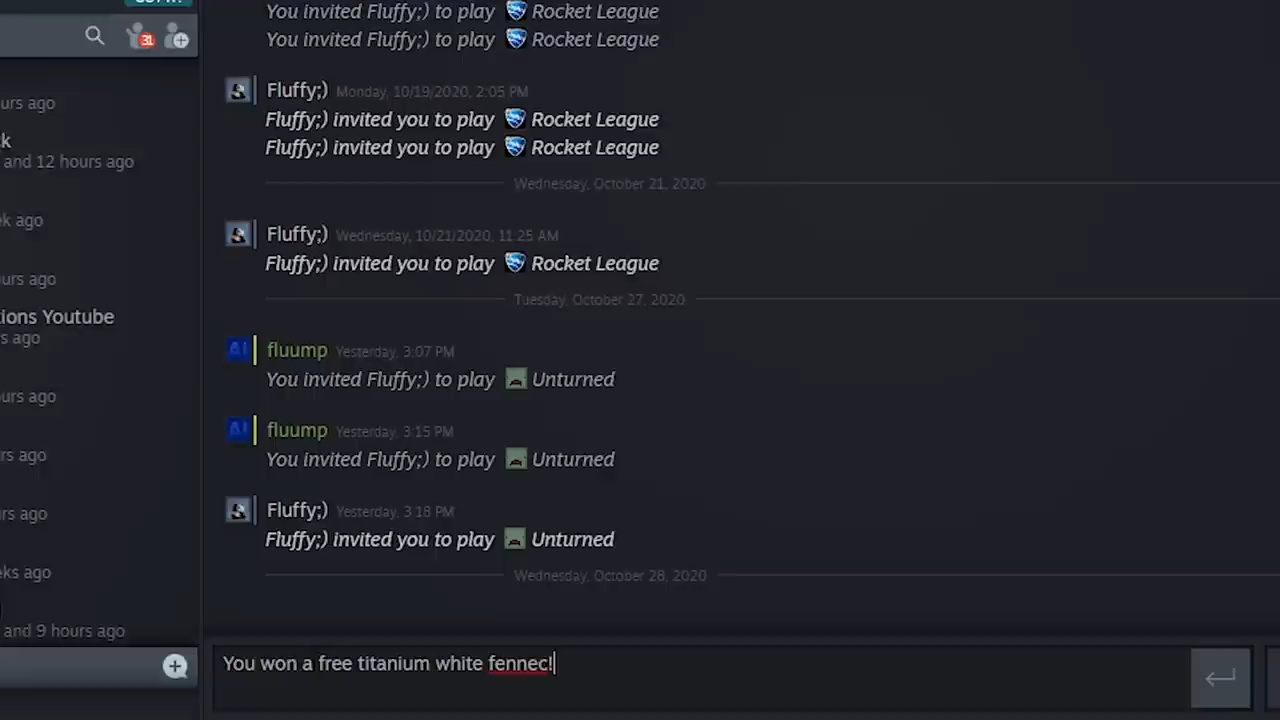 You invited Fluffy;) to play Rocket League
You invited Fluffy;) to play Rocket League
31
Fluffy;) Monday, 10/19/2020, 2:05 PM
Fluffy;) invited you to play Rocket League
Fluffy;) invited you to play Rocket League
Wednesday, October 21, 2020
Fluffy;) Wednesday, 10/21/2020, 11:25 AM
Fluffy;) invited you to play Rocket League
Tuesday, October 27, 2020
AI fluump Yesterday, 3:07 PM
You invited Fluffy;) to play Unturned
AI fluump Yesterday, 3:15 PM
You invited Fluffy;) to play Unturned
Fluffy;) Yesterday, 3:18 PM
Fluffy;) invited you to play Unturned
Wednesday, October 28, 2020
You won a free titanium white fennec!
urs ago
k
and 12 hours ago
ek ago
urs ago
ions Youtube
s ago
urs ago
rs ago
irs ago
eks ago
and 9 hours ago